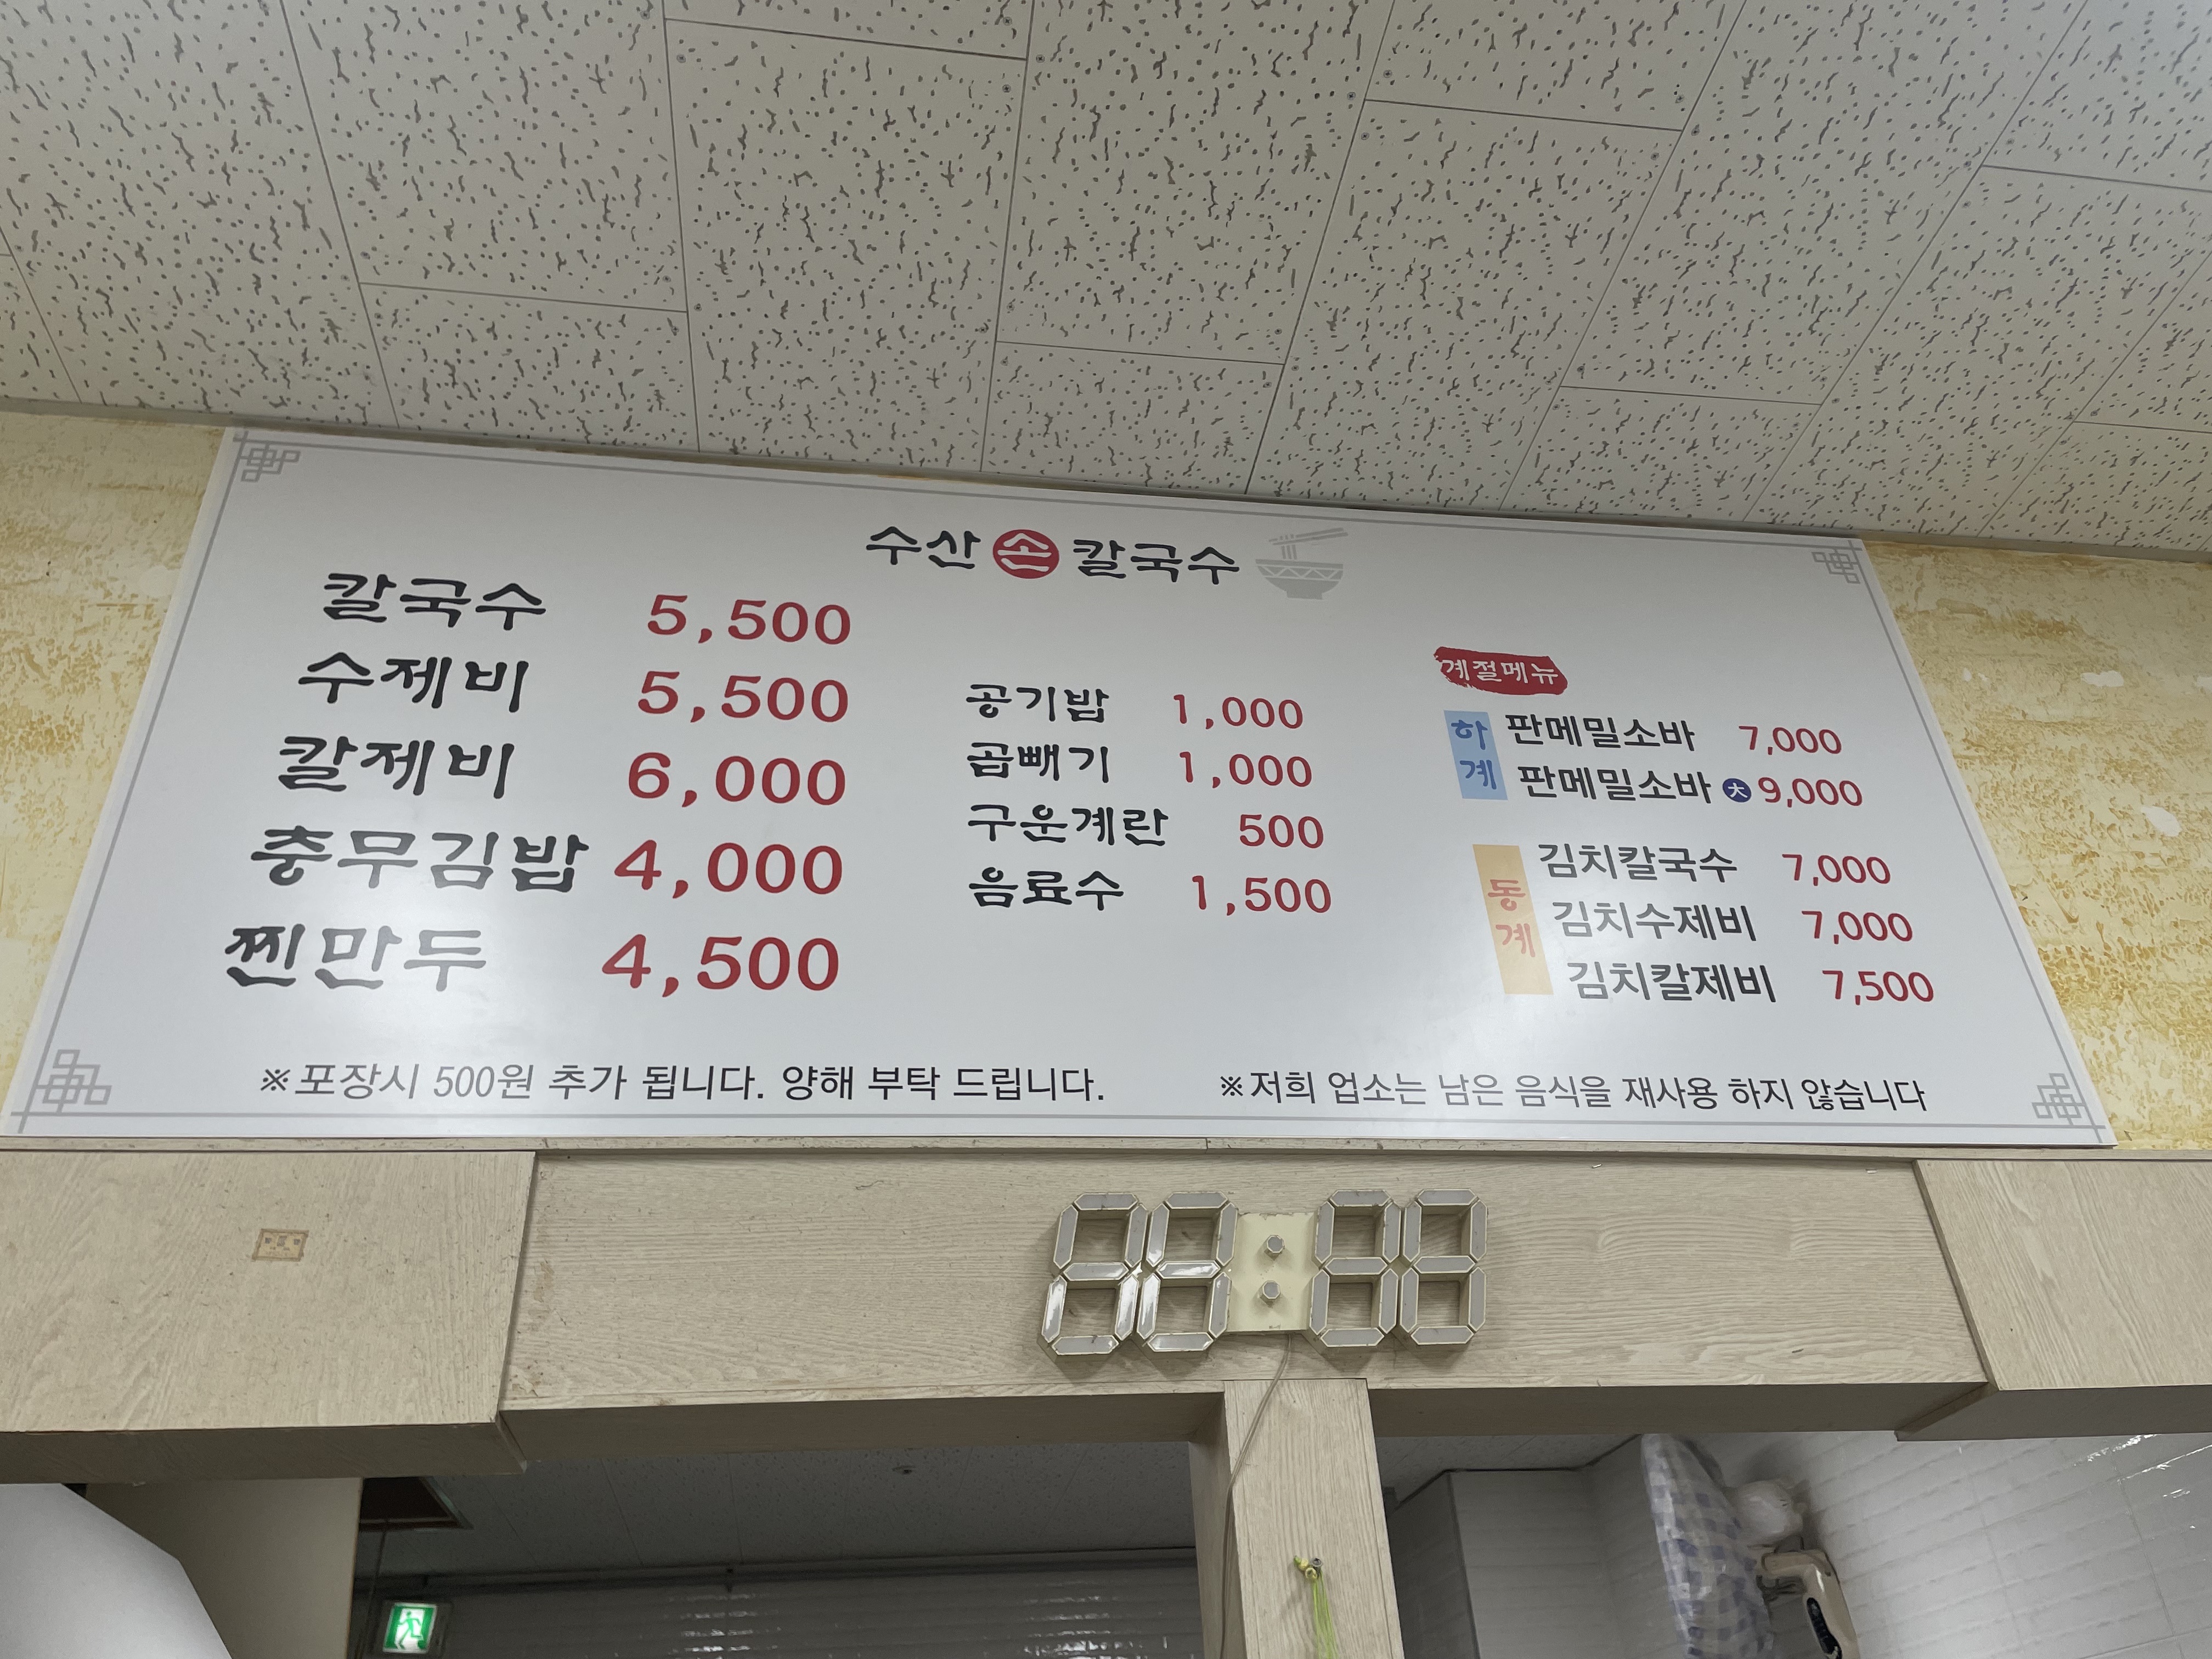 수산 손 칼국수
칼국수 5,500
수제비 5,500
칼제비 6,000
충무김밥 4,000
찐만두 4,500
공기밥 1,000
곱빼기 1,000
구운계란 500
음료수 1,500
계절메뉴
하계
판메밀소바 7,000
판메밀소바 大 9,000
동계
김치칼국수 7,000
김치수제비 7,000
김치칼제비 7,500
※포장시 500원 추가 됩니다. 양해 부탁 드립니다.
※저희 업소는 남은 음식을 재사용 하지 않습니다